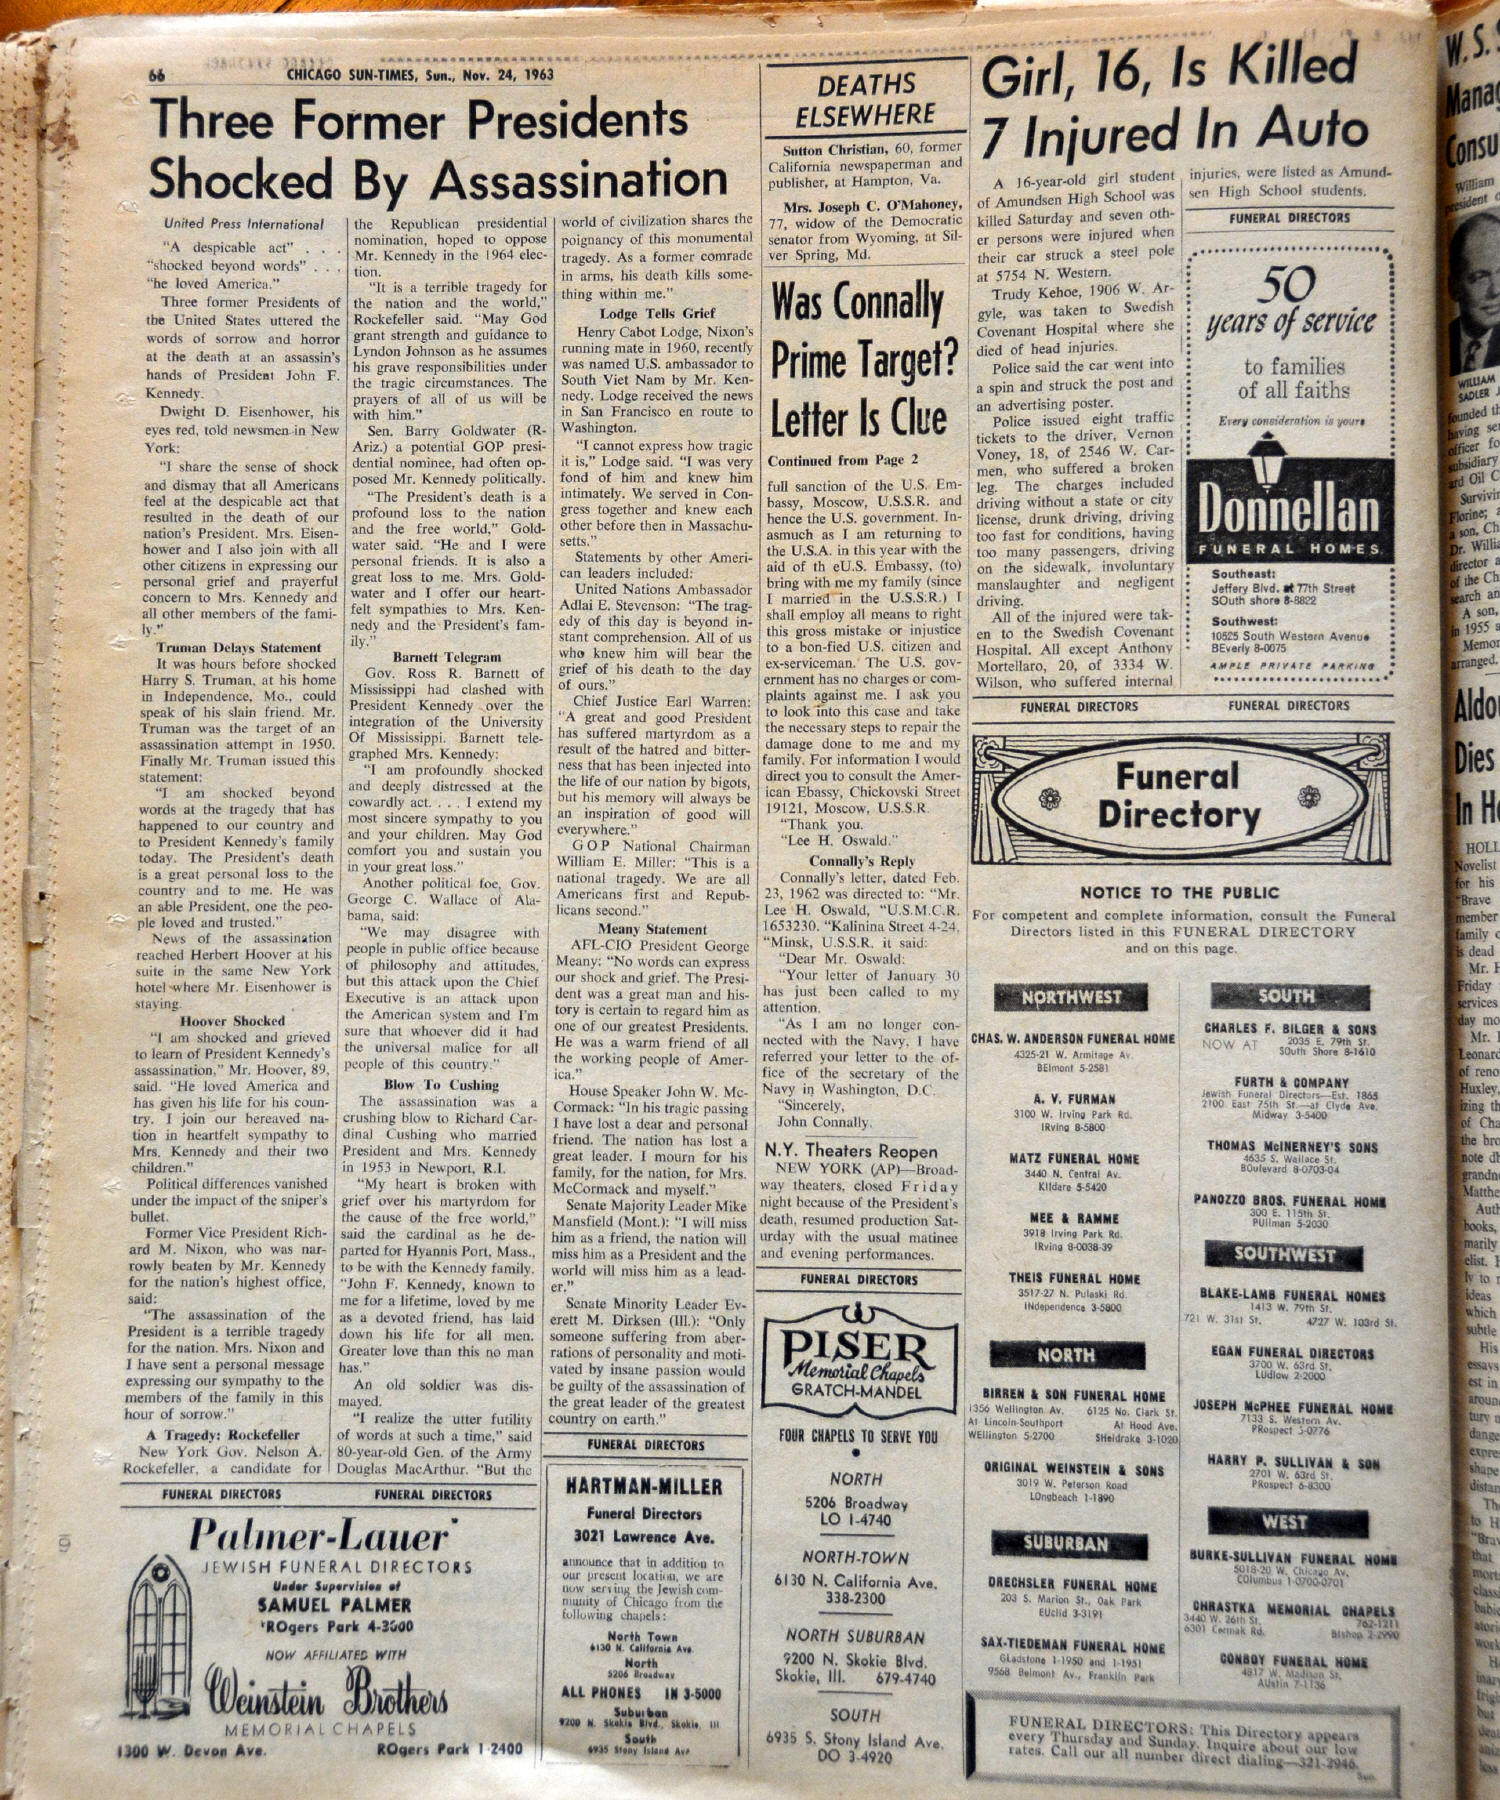 66
CHICAGO SUN-TIMES, Sun., Nov. 24, 1963
Three Former Presidents
Shocked By Assassination
United Press International
"A despicable act" . . .
"shocked beyond words" . . .
"he loved America."
Three former Presidents of
the United States uttered the
words of sorrow and horror
at the death at an assassin's
hands of President John F.
Kennedy.
Dwight D. Eisenhower, his
eyes red, told newsmen in New
York:
"I share the sense of shock
and dismay that all Americans
feel at the despicable act that
resulted in the death of our
nation's President. Mrs. Eisen-
hower and I also join with all
other citizens in expressing our
personal grief and prayerful
concern to Mrs. Kennedy and
all other members of the fami-
ly."
Truman Delays Statement
It was hours before shocked
Harry S. Truman, at his home
in Independence, Mo., could
speak of his slain friend. Mr.
Truman was the target of an
assassination attempt in 1950.
Finally Mr. Truman issued this
statement:
"I am shocked beyond
words at the tragedy that has
happened to our country and
to President Kennedy's family
today. The President's death
is a great personal loss to the
country and to me. He was
an able President, one the peo-
ple loved and trusted."
News of the assassination
reached Herbert Hoover at his
suite in the same New York
hotel where Mr. Eisenhower is
staying.
Hoover Shocked
"I am shocked and grieved
to learn of President Kennedy's
assassination," Mr. Hoover, 89,
said. "He loved America and
has given his life for his coun-
try. I join our bereaved na-
tion in heartfelt sympathy to
Mrs. Kennedy and their two
children."
Political differences vanished
under the impact of the sniper's
bullet.
Former Vice President Rich-
ard M. Nixon, who was nar-
rowly beaten by Mr. Kennedy
for the nation's highest office,
said:
"The assassination of the
President is a terrible tragedy
for the nation. Mrs. Nixon and
I have sent a personal message
expressing our sympathy to the
members of the family in this
hour of sorrow."
A Tragedy: Rockefeller
New York Gov. Nelson A.
Rockefeller, a candidate for
the Republican presidential
nomination, hoped to oppose
Mr. Kennedy in the 1964 elec-
tion.
"It is a terrible tragedy for
the nation and the world,"
Rockefeller said. "May God
grant strength and guidance to
Lyndon Johnson as he assumes
his grave responsibilities under
the tragic circumstances. The
prayers of all of us will be
with him."
Sen. Barry Goldwater (R-
Ariz.) a potential GOP presi-
dential nominee, had often op-
posed Mr. Kennedy politically.
"The President's death is a
profound loss to the nation
and the free world," Gold-
water said. "He and I were
personal friends. It is also a
great loss to me. Mrs. Gold-
water and I offer our heart-
felt sympathies to Mrs. Ken-
nedy and the President's fam-
ily."
Barnett Telegram
Gov. Ross R. Barnett of
Mississippi had clashed with
President Kennedy over the
integration of the University
Of Mississippi. Barnett tele-
graphed Mrs. Kennedy:
"I am profoundly shocked
and deeply distressed at the
cowardly act. . . . I extend my
most sincere sympathy to you
and your children. May God
comfort you and sustain you
in your great loss."
Another political foe, Gov.
George C. Wallace of Ala-
bama, said:
"We may disagree with
people in public office because
of philosophy and attitudes,
but this attack upon the Chief
Executive is an attack upon
the American system and I'm
sure that whoever did it had
the universal malice for all
people of this country."
Blow To Cushing
The assassination was a
crushing blow to Richard Car-
dinal Cushing who married
President and Mrs. Kennedy
in 1953 in Newport, R.I.
"My heart is broken with
grief over his martyrdom for
the cause of the free world,"
said the cardinal as he de-
parted for Hyannis Port, Mass.,
to be with the Kennedy family.
"John F. Kennedy, known to
me for a lifetime, loved by me
as a devoted friend, has laid
down his life for all men.
Greater love than this no man
has."
An old soldier was dis-
mayed.
"I realize the utter futility
of words at such a time," said
80-year-old Gen. of the Army
Douglas MacArthur. "But the
world of civilization shares the
poignancy of this monumental
tragedy. As a former comrade
in arms, his death kills some-
thing within me."
Lodge Tells Grief
Henry Cabot Lodge, Nixon's
running mate in 1960, recently
was named U.S. ambassador to
South Viet Nam by Mr. Ken-
nedy. Lodge received the news
in San Francisco en route to
Washington.
"I cannot express how tragic
it is," Lodge said. "I was very
fond of him and knew him
intimately. We served in Con-
gress together and knew each
other before then in Massachu-
setts."
Statements by other Ameri-
can leaders included:
United Nations Ambassador
Adlai E. Stevenson: "The trag-
edy of this day is beyond in-
stant comprehension. All of us
who knew him will bear the
grief of his death to the day
of ours."
Chief Justice Earl Warren:
"A great and good President
has suffered martyrdom as a
result of the hatred and bitter-
ness that has been injected into
the life of our nation by bigots,
but his memory will always be
an inspiration of good will
everywhere."
GOP National Chairman
William E. Miller: "This is a
national tragedy. We are all
Americans first and Repub-
licans second."
Meany Statement
AFL-CIO President George
Meany: "No words can express
our shock and grief. The Presi-
dent was a great man and his-
tory is certain to regard him as
one of our greatest Presidents.
He was a warm friend of all
the working people of Amer-
ica."
House Speaker John W. Mc-
Cormack: "In his tragic passing
I have lost a dear and personal
friend. The nation has lost a
great leader. I mourn for his
family, for the nation, for Mrs.
McCormack and myself."
Senate Majority Leader Mike
Mansfield (Mont.): "I will miss
him as a friend, the nation will
miss him as a President and the
world will miss him as a lead-
er."
Senate Minority Leader Ev-
erett M. Dirksen (Ill.): "Only
someone suffering from aber-
rations of personality and moti-
vated by insane passion would
be guilty of the assassination of
the great leader of the greatest
country on earth."
FUNERAL DIRECTORS FUNERAL DIRECTORS
Palmer-Lauer
JEWISH FUNERAL DIRECTORS
Under Supervision of
SAMUEL PALMER
ROgers Park 4-3500
NOW AFFILIATED WITH
Weinstein Brothers
MEMORIAL CHAPELS
1300 W. Devon Ave. ROgers Park 1-2400
FUNERAL DIRECTORS
HARTMAN-MILLER
Funeral Directors
3021 Lawrence Ave.
announce that in addition to
our present location, we are
now serving the Jewish com-
munity of Chicago from the
following chapels:
North Town
6130 N. California Ave.
North
5206 Broadway
ALL PHONES IN 3-5000
Suburban
9200 N. Skokie Blvd., Skokie, Ill
South
6935 Stony Island Ave
DEATHS
ELSEWHERE
Sutton Christian, 60, former
California newspaperman and
publisher, at Hampton, Va.
Mrs. Joseph C. O'Mahoney,
77, widow of the Democratic
senator from Wyoming, at Sil-
ver Spring, Md.
Was Connally
Prime Target?
Letter Is Clue
Continued from Page 2
full sanction of the U.S. Em-
bassy, Moscow, U.S.S.R. and
hence the U.S. government. In-
asmuch as I am returning to
the U.S.A. in this year with the
aid of th eU.S. Embassy, (to)
bring with me my family (since
I married in the U.S.S.R.) I
shall employ all means to right
this gross mistake or injustice
to a bon-fied U.S. citizen and
ex-serviceman. The U.S. gov-
ernment has no charges or com-
plaints against me. I ask you
to look into this case and take
the necessary steps to repair the
damage done to me and my
family. For information I would
direct you to consult the Amer-
ican Ebassy, Chickovski Street
19121, Moscow, U.S.S.R.
"Thank you.
"Lee H. Oswald."
Connally's Reply
Connally's letter, dated Feb.
23, 1962 was directed to: "Mr.
Lee H. Oswald, "U.S.M.C.R.
1653230. "Kalinina Street 4-24,
"Minsk, U.S.S.R. it said:
"Dear Mr. Oswald:
"Your letter of January 30
has just been called to my
attention.
"As I am no longer con-
nected with the Navy, I have
referred your letter to the of-
fice of the secretary of the
Navy in Washington, D.C.
"Sincerely,
John Connally.
N.Y. Theaters Reopen
NEW YORK (AP)—Broad-
way theaters, closed Friday
night because of the President's
death, resumed production Sat-
urday with the usual matinee
and evening performances.
FUNERAL DIRECTORS
PISER
Memorial Chapels
GRATCH-MANDEL
FOUR CHAPELS TO SERVE YOU
NORTH
5206 Broadway
LO 1-4740
NORTH-TOWN
6130 N. California Ave.
338-2300
NORTH SUBURBAN
9200 N. Skokie Blvd.
Skokie, Ill. 679-4740
SOUTH
6935 S. Stony Island Ave.
DO 3-4920
Girl, 16, Is Killed
7 Injured In Auto
A 16-year-old girl student
of Amundsen High School was
killed Saturday and seven oth-
er persons were injured when
their car struck a steel pole
at 5754 N. Western.
Trudy Kehoe, 1906 W. Ar-
gyle, was taken to Swedish
Covenant Hospital where she
died of head injuries.
Police said the car went into
a spin and struck the post and
an advertising poster.
Police issued eight traffic
tickets to the driver, Vernon
Voney, 18, of 2546 W. Car-
men, who suffered a broken
leg. The charges included
driving without a state or city
license, drunk driving, driving
too fast for conditions, having
too many passengers, driving
on the sidewalk, involuntary
manslaughter and negligent
driving.
All of the injured were tak-
en to the Swedish Covenant
Hospital. All except Anthony
Mortellaro, 20, of 3334 W.
Wilson, who suffered internal
injuries, were listed as Amund-
sen High School students.
FUNERAL DIRECTORS
50
years of service
to families
of all faiths
Every consideration is yours
Donnellan
FUNERAL HOMES
Southeast:
Jeffery Blvd. at 77th Street
SOuth shore 8-8822
Southwest:
10525 South Western Avenue
BEverly 8-0075
AMPLE PRIVATE PARKING
FUNERAL DIRECTORS FUNERAL DIRECTORS
Funeral
Directory
NOTICE TO THE PUBLIC
For competent and complete information, consult the Funeral
Directors listed in this FUNERAL DIRECTORY
and on this page.
NORTHWEST
CHAS. W. ANDERSON FUNERAL HOME
4325-21 W. Armitage Av.
BElmont 5-2581
A. V. FURMAN
3100 W. Irving Park Rd.
IRving 8-5800
MATZ FUNERAL HOME
3440 N. Central Av.
KIldare 5-5420
MEE & RAMME
3918 Irving Park Rd.
IRving 8-0038-39
THEIS FUNERAL HOME
3517-27 N. Pulaski Rd.
INdependence 3-5800
NORTH
BIRREN & SON FUNERAL HOME
1356 Wellington Av. 6125 No. Clark St.
At Lincoln-Southport At Hood Ave.
WEllington 5-2700 SHeldrake 3-1020
ORIGINAL WEINSTEIN & SONS
3019 W. Peterson Road
LOngbeach 1-1890
SUBURBAN
DRECHSLER FUNERAL HOME
203 S. Marion St., Oak Park
EUclid 3-3191
SAX-TIEDEMAN FUNERAL HOME
GLadstone 1-1950 and 1-1951
9568 Belmont Av., Franklin Park
SOUTH
CHARLES F. BILGER & SONS
NOW AT 2035 E. 79th St.
SOuth Shore 8-1610
FURTH & COMPANY
Jewish Funeral Directors—Est. 1865
2100 East 75th St.—at Clyde Ave.
Midway 3-5400
THOMAS McINERNEY'S SONS
4635 S. Wallace St.
BOulevard 8-0703-04
PANOZZO BROS. FUNERAL HOME
300 E. 115th St.
PUllman 5-2030
SOUTHWEST
BLAKE-LAMB FUNERAL HOMES
1413 W. 79th St.
721 W. 31st St. 4727 W. 103rd St.
EGAN FUNERAL DIRECTORS
3700 W. 63rd St.
LUdlow 2-2000
JOSEPH McPHEE FUNERAL HOME
7133 S. Western Av.
PRospect 5-0776
HARRY P. SULLIVAN & SON
2701 W. 63rd St.
PRospect 6-8300
WEST
BURKE-SULLIVAN FUNERAL HOME
5018-20 W. Chicago Av.
COlumbus 1-0700-0701
CHRASTKA MEMORIAL CHAPELS
3440 W. 26th St. 762-1211
6301 Cermak Rd. BIshop 2-2990
CONBOY FUNERAL HOME
4817 W. Madison St.
AUstin 7-1136
FUNERAL DIRECTORS: This Directory appears
every Thursday and Sunday. Inquire about our low
rates. Call our all number direct dialing—321-2946.
W. S.
Manag
Consu
WILLIAM
SADLER
Aldo
Dies
In Ho